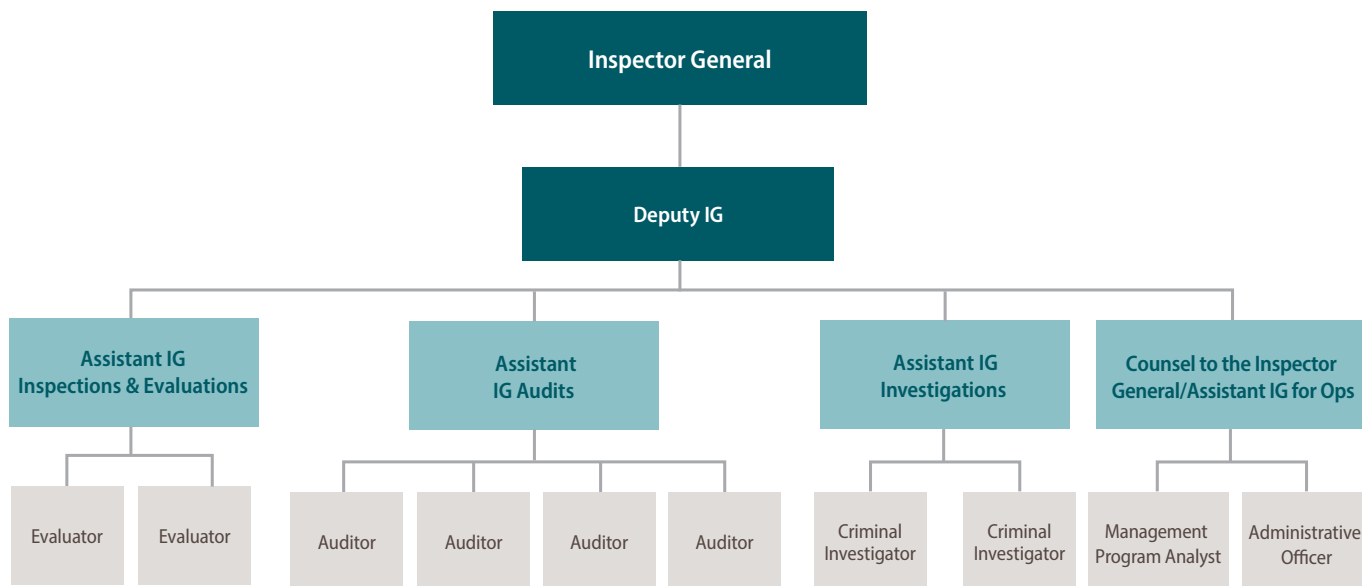 Inspector General
Deputy IG
Assistant IG
Inspections & Evaluations
Assistant
IG Audits
Assistant IG
Investigations
Counsel to the Inspector
General/Assistant IG for Ops
Evaluator
Evaluator
Auditor
Auditor
Auditor
Auditor
Criminal
Investigator
Criminal
Investigator
Management
Program Analyst
Administrative
Officer